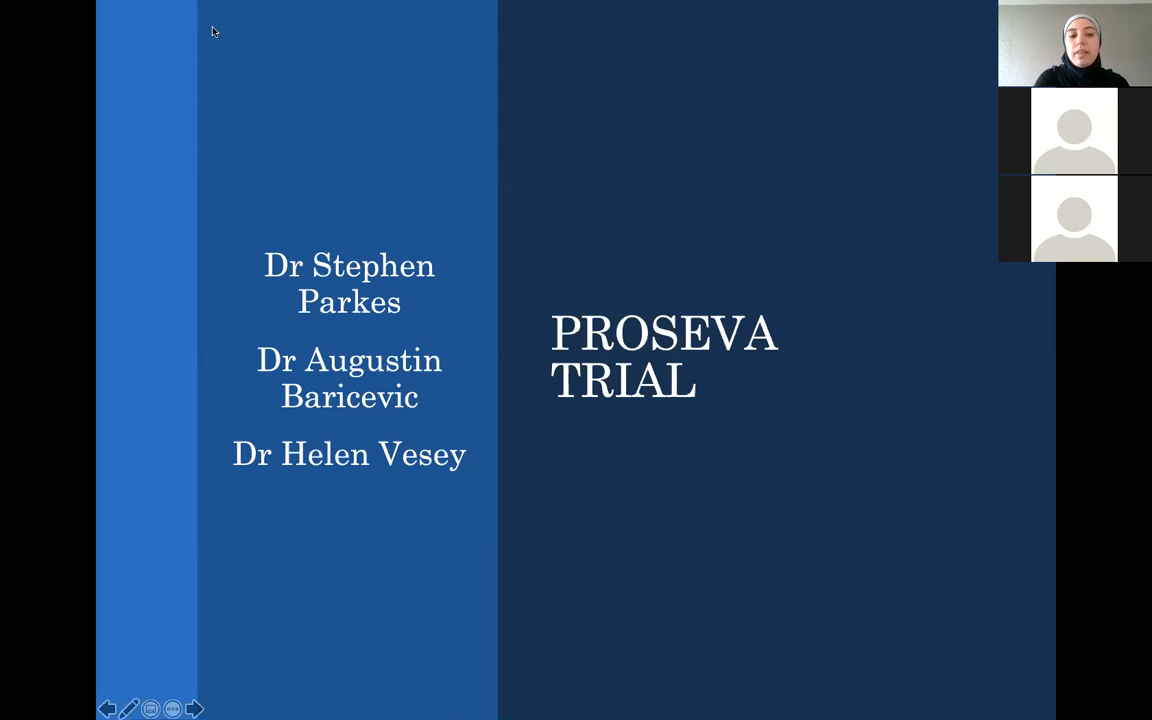 Dr Stephen
Parkes
Dr Augustin
Baricevic
Dr Helen Vesey
PROSEVA
TRIAL